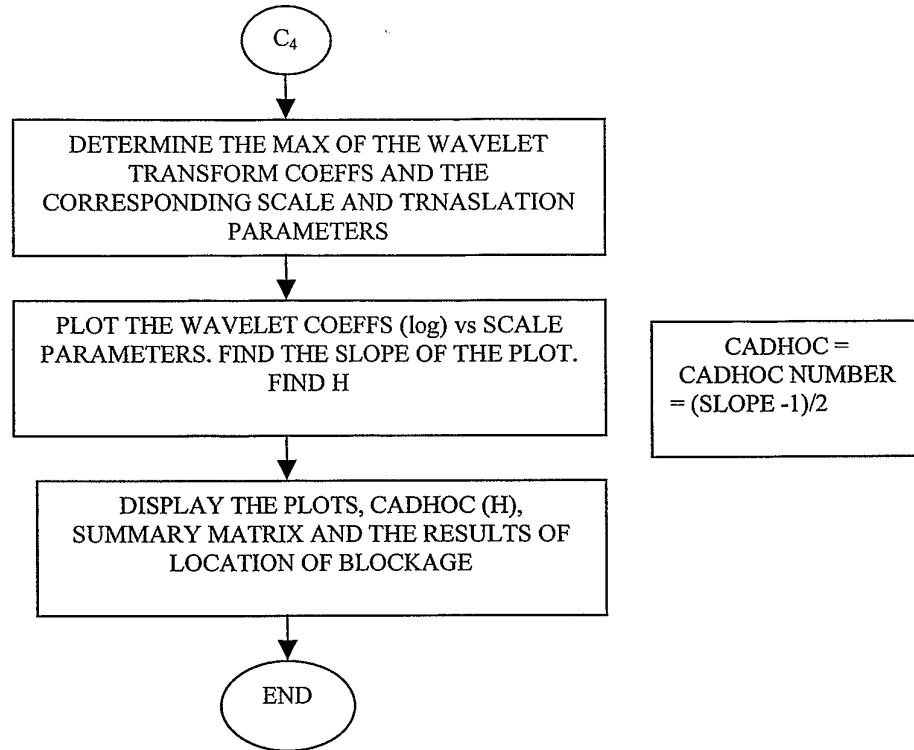 C₄
DETERMINE THE MAX OF THE WAVELET
TRANSFORM COEFFS AND THE
CORRESPONDING SCALE AND TRNASLATION
PARAMETERS
PLOT THE WAVELET COEFFS (log) vs SCALE
PARAMETERS. FIND THE SLOPE OF THE PLOT.
FIND H
CADHOC =
CADHOC NUMBER
= (SLOPE -1)/2
DISPLAY THE PLOTS, CADHOC (H),
SUMMARY MATRIX AND THE RESULTS OF
LOCATION OF BLOCKAGE
END